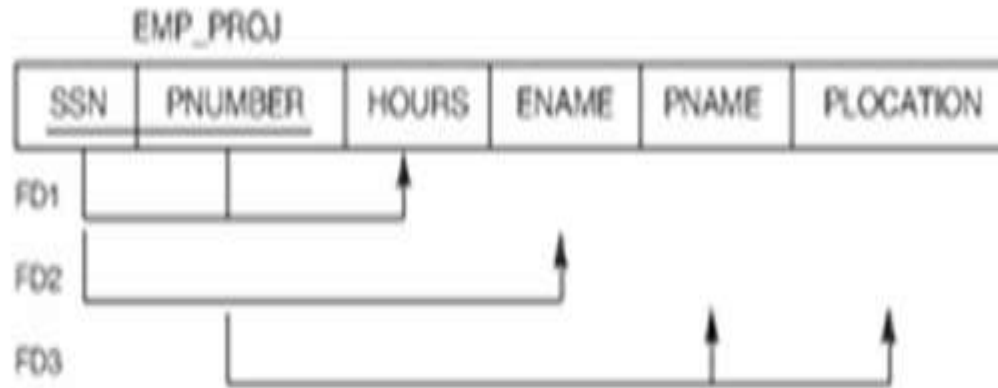 EMP_PROJ
SSN PNUMBER HOURS ENAME PNAME PLOCATION
FD1
FD2
FD3